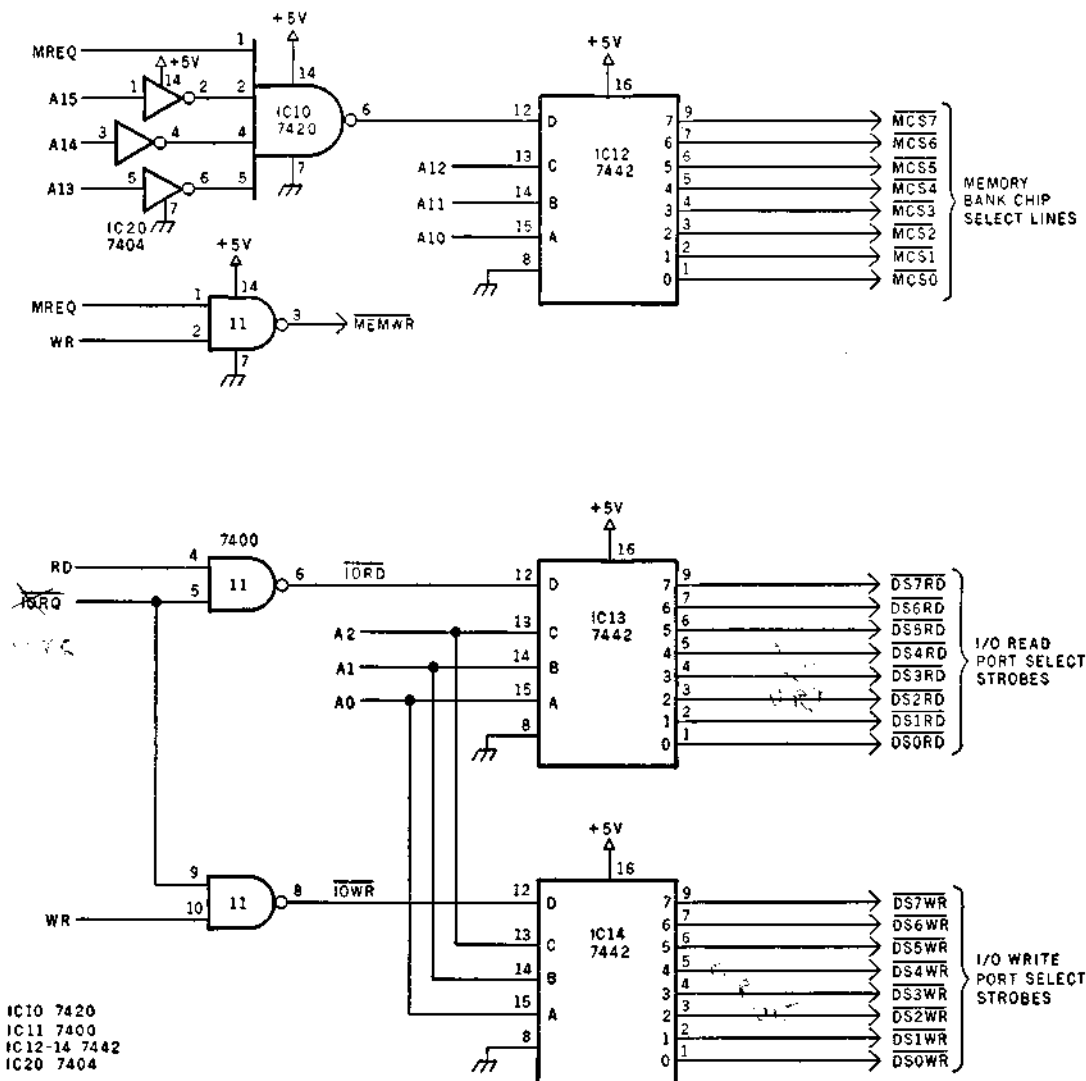 +5V
MREQ
1
+5V
14
+5V
1
14
2
2
A15
IC10
7420
6
12
D
16
7
9
MCS7
6
7
MCS6
A14
3
4
4
A12
13
C
IC12
7442
5
6
MCS5
4
5
MCS4
A13
5
6
5
7
A11
14
B
3
4
MCS3
MEMORY
BANK CHIP
SELECT LINES
7
A10
15
A
2
3
MCS2
IC20
7404
1
2
MCS1
8
0
1
MCS0
+5V
14
MREQ
1
11
3
MEMWR
WR
2
7
+5V
7400
16
RD
4
11
6
IORD
12
D
7
9
DS7RD
IORQ
5
6
7
DS6RD
A2
13
C
IC13
7442
5
6
DS5RD
4
5
DS4RD
A1
14
B
3
4
DS3RD
I/O READ
PORT SELECT
STROBES
A0
15
A
2
3
DS2RD
1
2
DS1RD
8
0
1
DS0RD
+5V
16
9
11
8
IOWR
12
D
7
9
DS7WR
WR
10
6
7
DS6WR
13
C
IC14
7442
5
6
DS5WR
4
5
DS4WR
14
B
3
4
DS3WR
I/O WRITE
PORT SELECT
STROBES
15
A
2
3
DS2WR
1
2
DS1WR
8
0
1
DS0WR
IC10 7420
IC11 7400
IC12-14 7442
IC20 7404